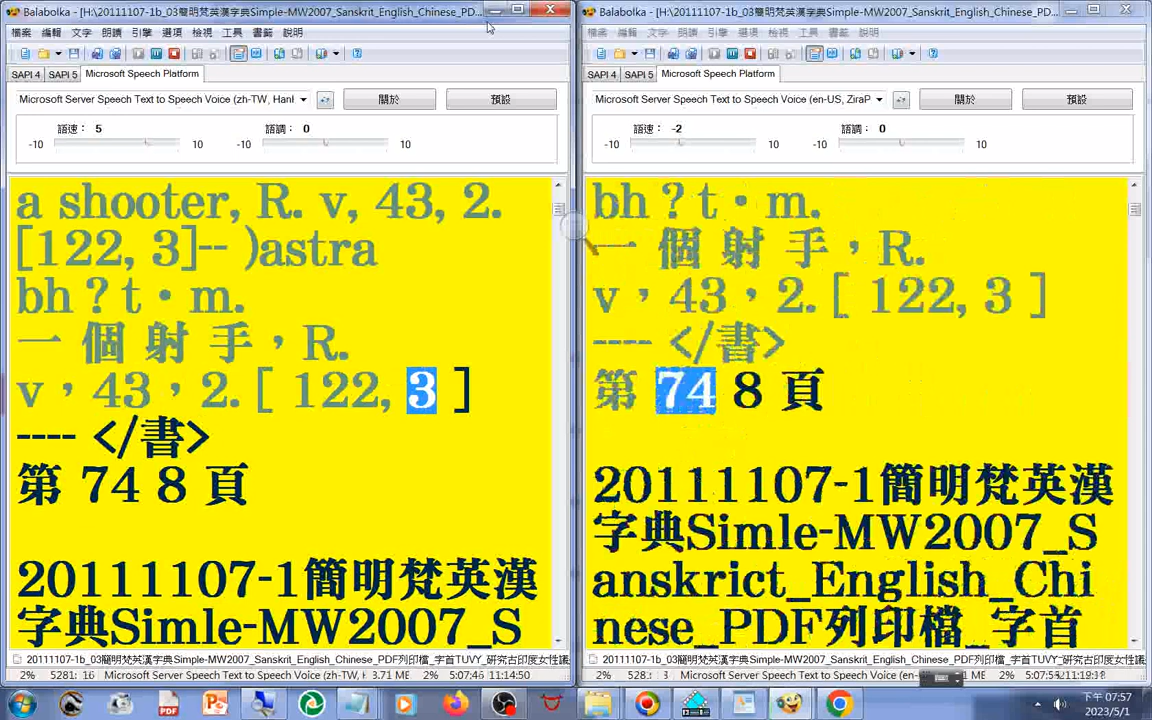 Balabolka - [H:\20111107-1b_03簡明梵英漢字典Simple-MW2007_Sanskrit_English_Chinese_PD...
檔案 編輯 文字 朗讀 引擎 選項 檢視 工具 書籤 說明
SAPI 4 SAPI 5 Microsoft Speech Platform
Microsoft Server Speech Text to Speech Voice (zh-TW, Hanl 關於 預設
語速： 5 語調： 0
-10 10 -10 10
a shooter, R. v, 43, 2.
[122, 3]-- )astra
bh？t・m.
一 個 射 手，R.
v，43，2. [ 122, 3 ]
---- </書>
第 74 8 頁
20111107-1簡明梵英漢
字典Simle-MW2007_S
20111107-1b_03簡明梵英漢字典Simple-MW2007_Sanskrit_English_Chinese_PDF列印檔_字首TUVY_研究古印度女性議
2% 5281: 16 Microsoft Server Speech Text to Speech Voice (zh-TW, 3.71 MB 2% 5:07:46 11:14:50
Balabolka - [H:\20111107-1b_03簡明梵英漢字典Simple-MW2007_Sanskrit_English_Chinese_PD...
檔案 編輯 文字 朗讀 引擎 選項 檢視 工具 書籤 說明
SAPI 4 SAPI 5 Microsoft Speech Platform
Microsoft Server Speech Text to Speech Voice (en-US, ZiraP 關於 預設
語速： -2 語調： 0
-10 10 -10 10
bh？t・m.
一 個 射 手，R.
v，43，2. [ 122, 3 ]
---- </書>
第 74 8 頁
20111107-1簡明梵英漢
字典Simle-MW2007_S
anskrict_English_Chi
nese_PDF列印檔_字首
20111107-1b_03簡明梵英漢字典Simple-MW2007_Sanskrit_English_Chinese_PDF列印檔_字首TUVY_研究古印度女性議
2% Microsoft Server Speech Text to Speech Voice 2%
下午 07:57
2023/5/1